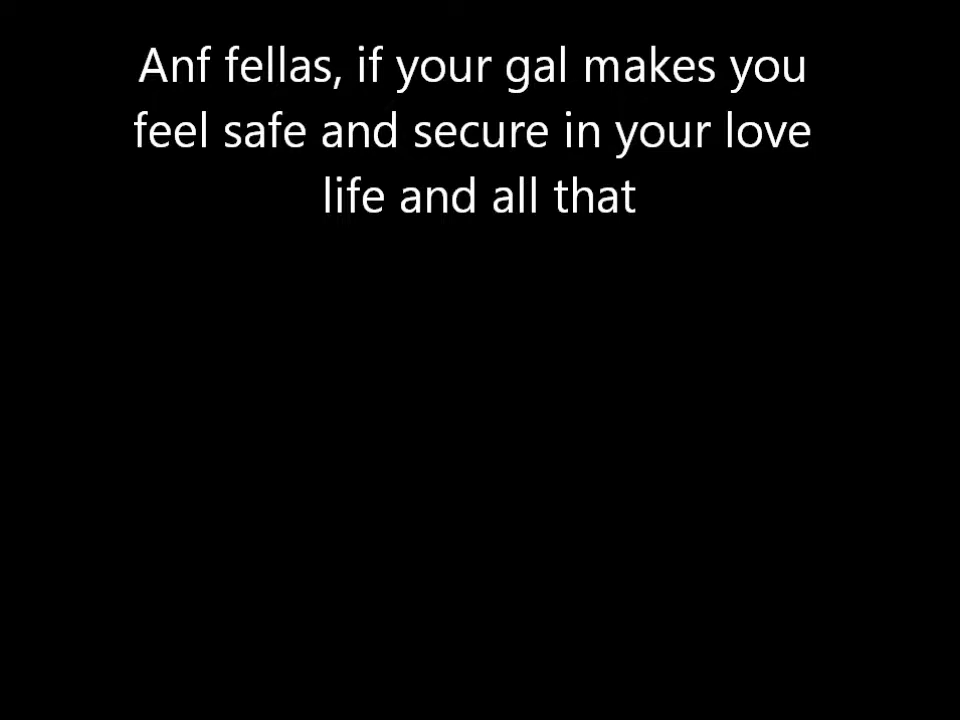 Anf fellas, if your gal makes you
feel safe and secure in your love
life and all that